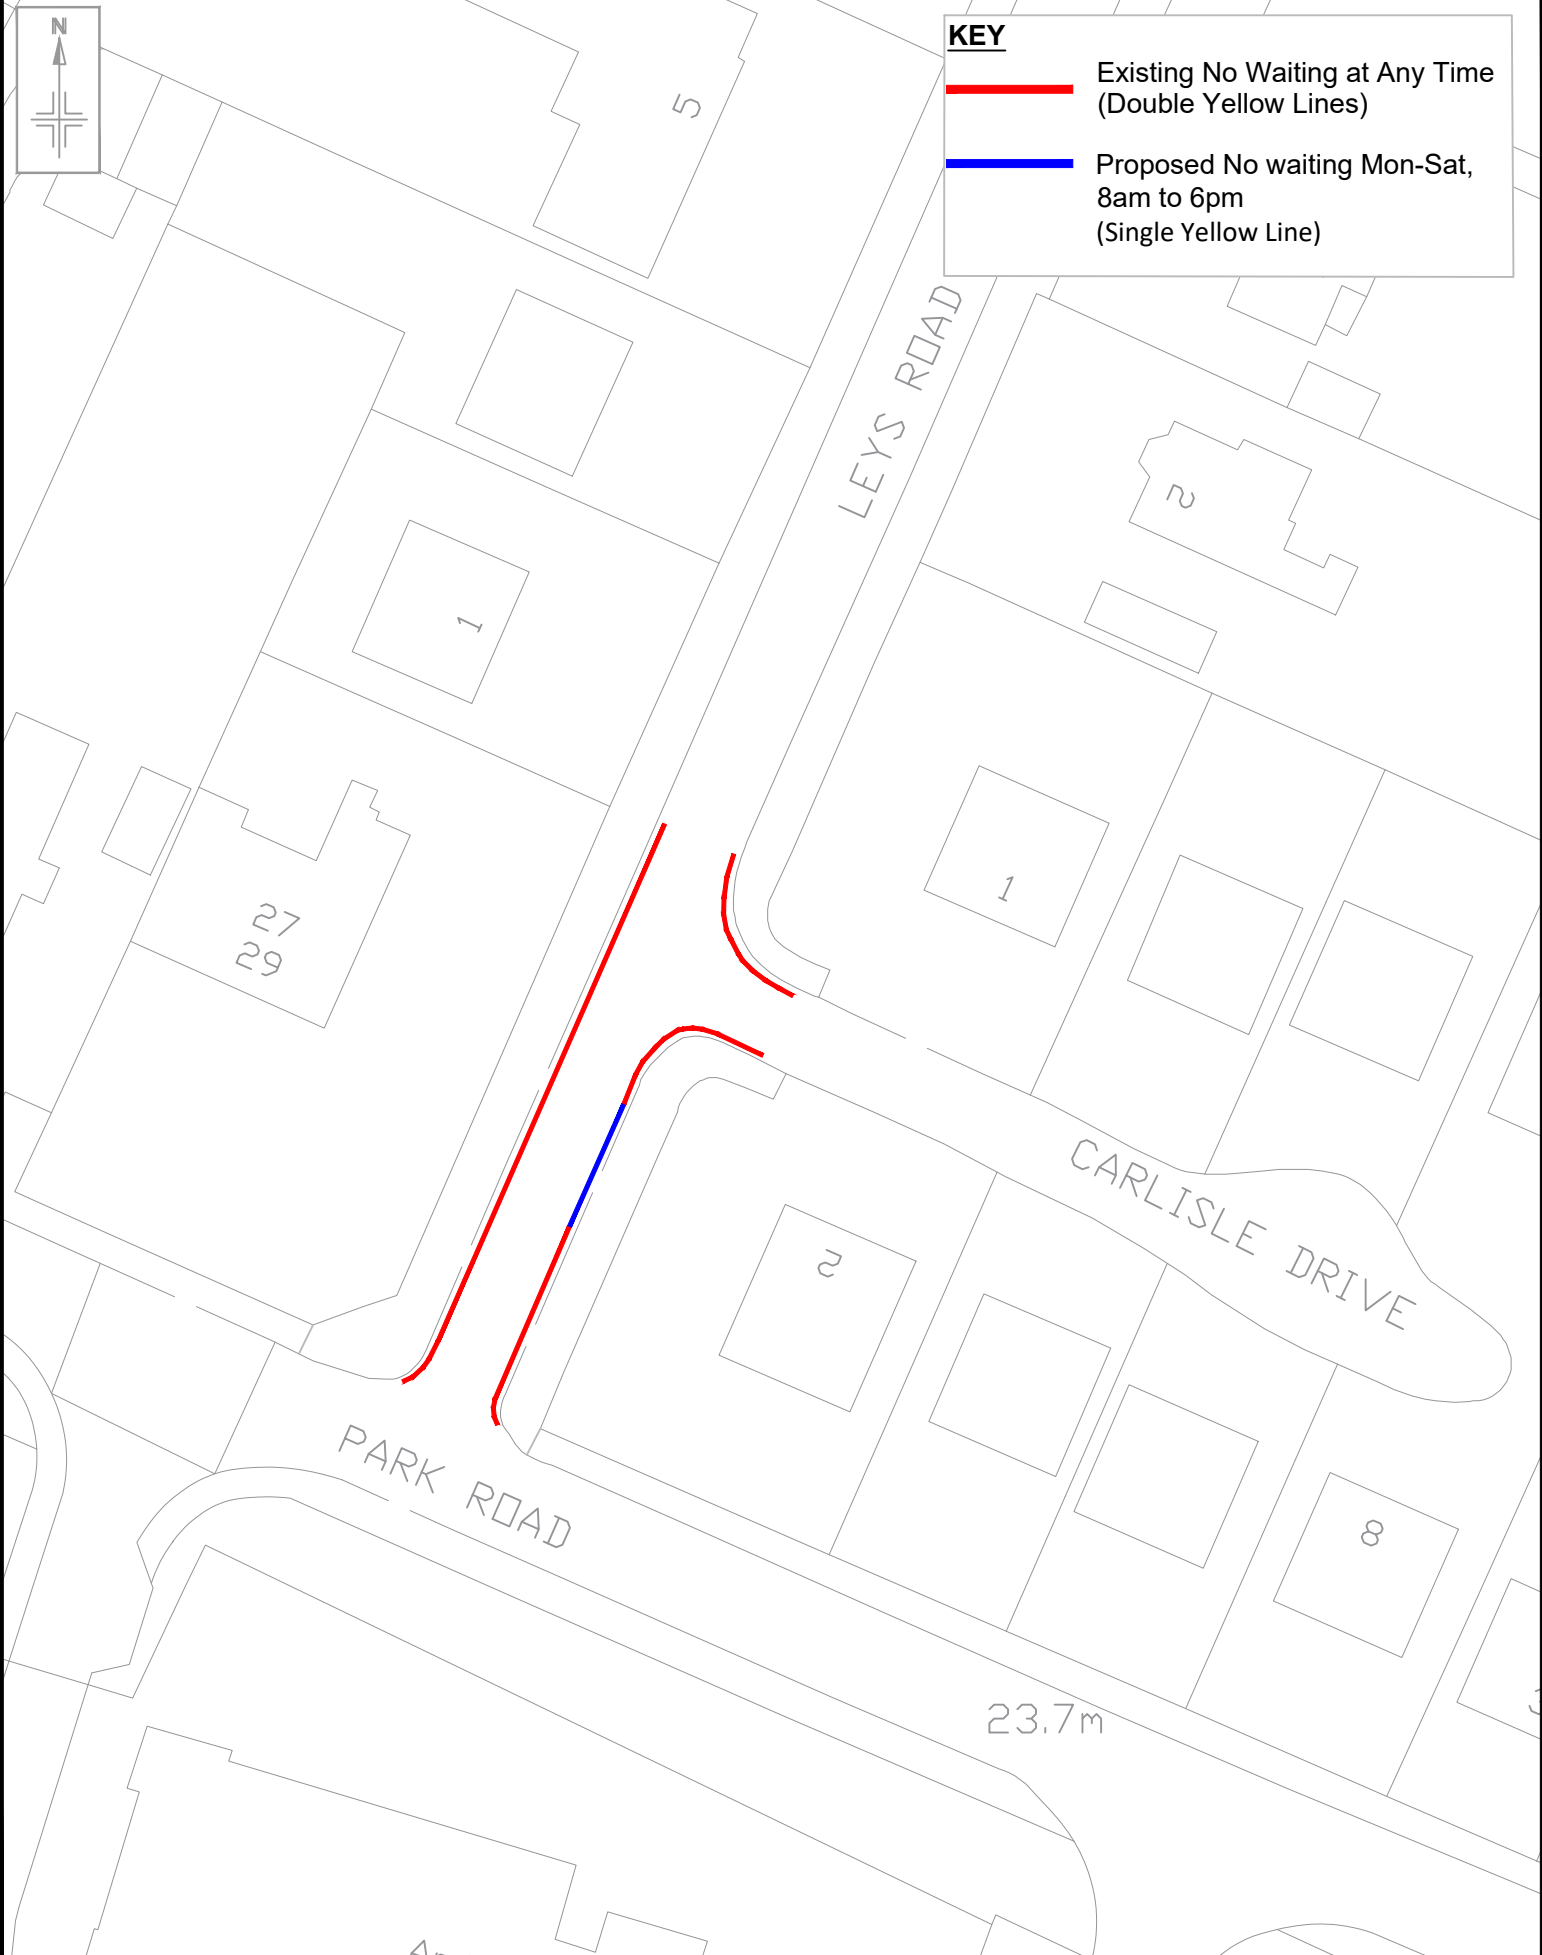 N
KEY
Existing No Waiting at Any Time
(Double Yellow Lines)
Proposed No waiting Mon-Sat,
8am to 6pm
(Single Yellow Line)
5
LEYS ROAD
2
1
1
27
29
CARLISLE DRIVE
2
PARK ROAD
8
23.7m